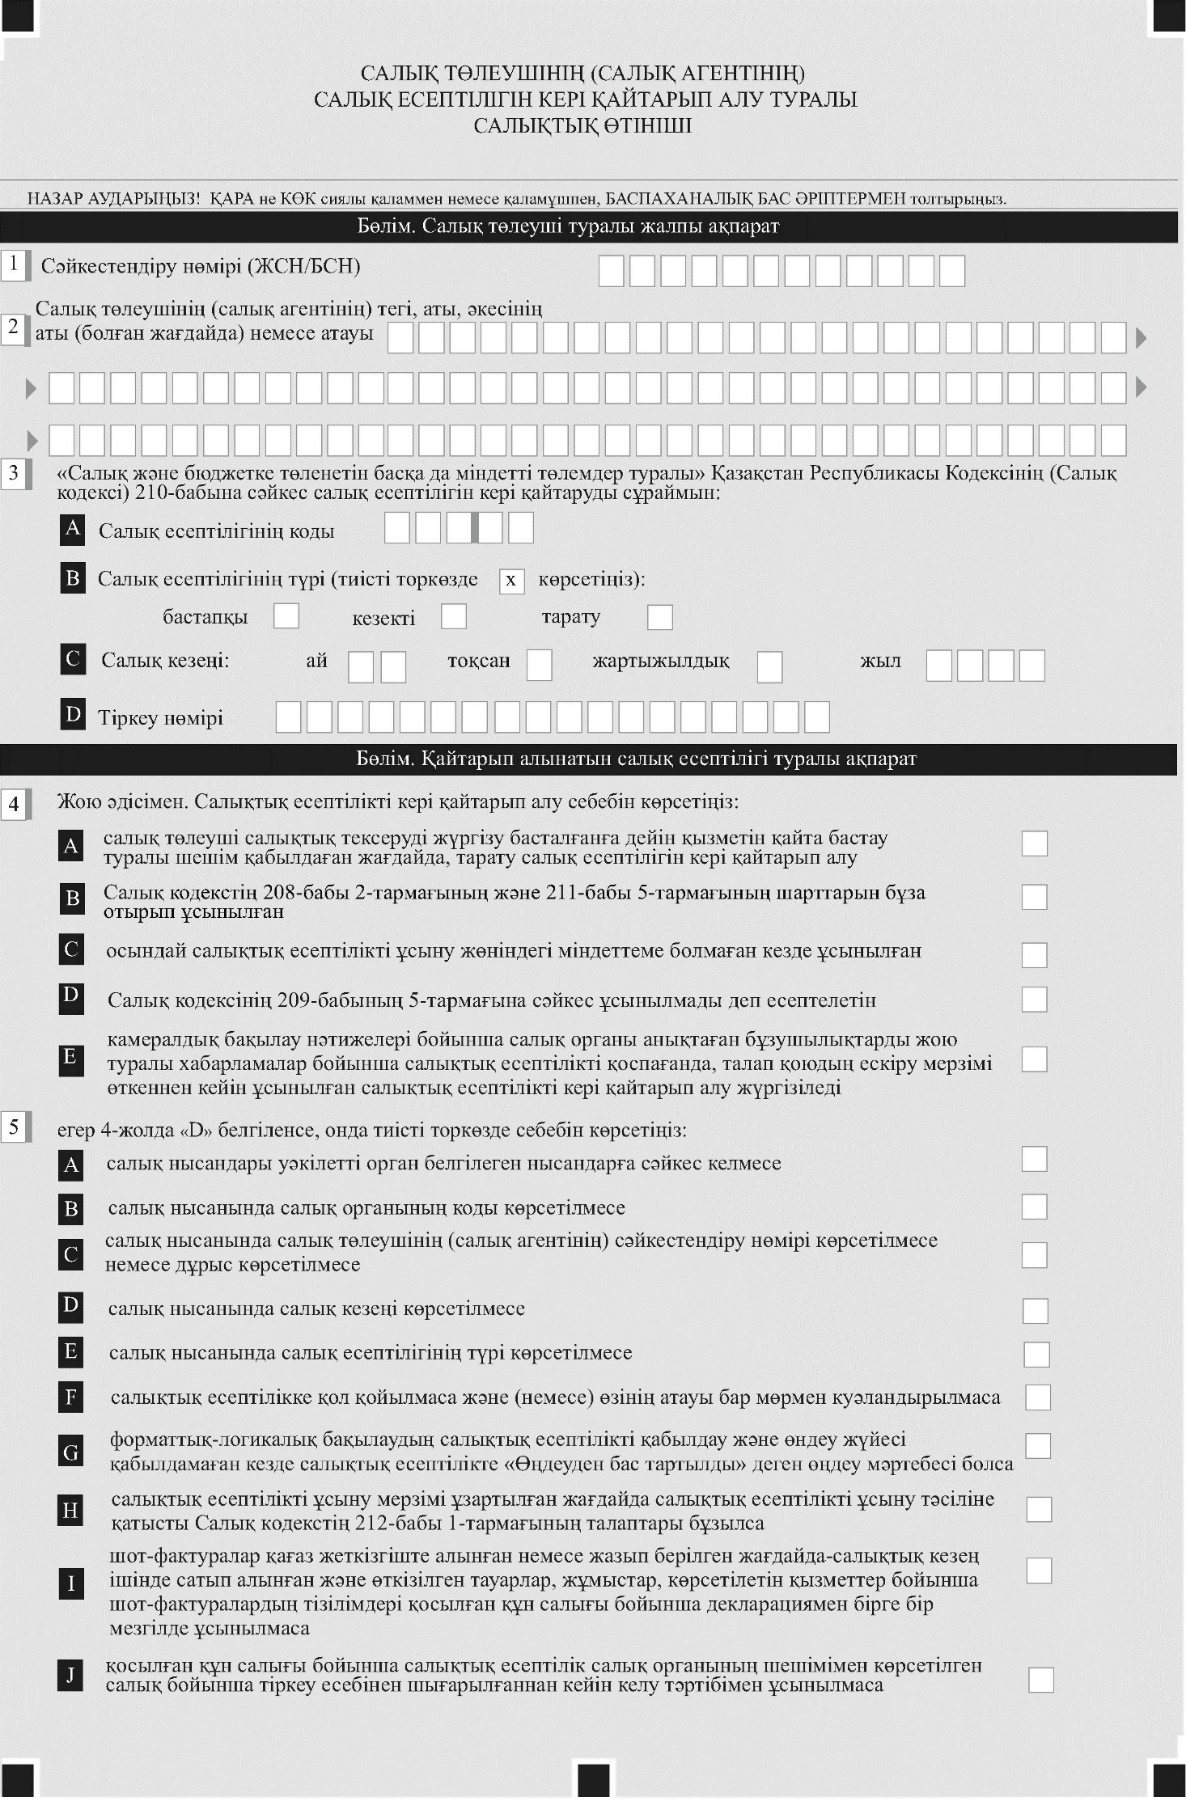 САЛЫҚ ТӨЛЕУШІНІҢ (САЛЫҚ АГЕНТІНІҢ)
САЛЫҚ ЕСЕПТІЛІГІН КЕРІ ҚАЙТАРЫП АЛУ ТУРАЛЫ
САЛЫҚТЫҚ ӨТІНІШІ
НАЗАР АУДАРЫҢЫЗ! ҚАРА не КӨК сиялы қаламмен немесе қаламұшпен, БАСПАХАНАЛЫҚ БАС ӘРІПТЕРМЕН толтырыңыз.
Бөлім. Салық төлеуші туралы жалпы ақпарат
1 Сәйкестендіру нөмірі (ЖСН/БСН)
Салық төлеушінің (салық агентінің) тегі, аты, әкесінің
2 аты (болған жағдайда) немесе атауы
3 «Салық және бюджетке төленетін басқа да міндетті төлемдер туралы» Қазақстан Республикасы Кодексінің (Салық
кодексі) 210-бабына сәйкес салық есептілігін кері қайтаруды сұраймын:
A Салық есептілігінің коды
B Салық есептілігінің түрі (тиісті торкөзде x көрсетіңіз):
бастапқы кезекті тарату
C Салық кезеңі: ай тоқсан жартыжылдық жыл
D Тіркеу нөмірі
Бөлім. Қайтарып алынатын салық есептілігі туралы ақпарат
4 Жою әдісімен. Салықтық есептілікті кері қайтарып алу себебін көрсетіңіз:
A салық төлеуші салықтық тексеруді жүргізу басталғанға дейін қызметін қайта бастау
туралы шешім қабылдаған жағдайда, тарату салық есептілігін кері қайтарып алу
B Салық кодекстің 208-бабы 2-тармағының және 211-бабы 5-тармағының шарттарын бұза
отырып ұсынылған
C осындай салықтық есептілікті ұсыну жөніндегі міндеттеме болмаған кезде ұсынылған
D Салық кодексінің 209-бабының 5-тармағына сәйкес ұсынылмады деп есептелетін
камералдық бақылау нәтижелері бойынша салық органы анықтаған бұзушылықтарды жою
E туралы хабарламалар бойынша салықтық есептілікті қоспағанда, талап қоюдың ескіру мерзімі
өткеннен кейін ұсынылған салықтық есептілікті кері қайтарып алу жүргізіледі
5 егер 4-жолда «D» белгіленсе, онда тиісті торкөзде себебін көрсетіңіз:
A салық нысандары уәкілетті орган белгілеген нысандарға сәйкес келмесе
B салық нысанында салық органының коды көрсетілмесе
C салық нысанында салық төлеушінің (салық агентінің) сәйкестендіру нөмірі көрсетілмесе
немесе дұрыс көрсетілмесе
D салық нысанында салық кезеңі көрсетілмесе
E салық нысанында салық есептілігінің түрі көрсетілмесе
F салықтық есептілікке қол қойылмаса және (немесе) өзінің атауы бар мөрмен куәландырылмаса
G форматтық-логикалық бақылаудың салықтық есептілікті қабылдау және өндеу жүйесі
қабылдамаған кезде салықтық есептілікте «Өңдеуден бас тартылды» деген өңдеу мәртебесі болса
H салықтық есептілікті ұсыну мерзімі ұзартылған жағдайда салықтық есептілікті ұсыну тәсіліне
қатысты Салық кодекстің 212-бабы 1-тармағының талаптары бұзылса
шот-фактуралар қағаз жеткізгіште алынған немесе жазып берілген жағдайда-салықтық кезең
I ішінде сатып алынған және өткізілген тауарлар, жұмыстар, көрсетілетін қызметтер бойынша
шот-фактуралардың тізілімдері қосылған құн салығы бойынша декларациямен бірге бір
мезгілде ұсынылмаса
J қосылған құн салығы бойынша салықтық есептілік салық органының шешімімен көрсетілген
салық бойынша тіркеу есебінен шығарылғаннан кейін келу тәртібімен ұсынылмаса